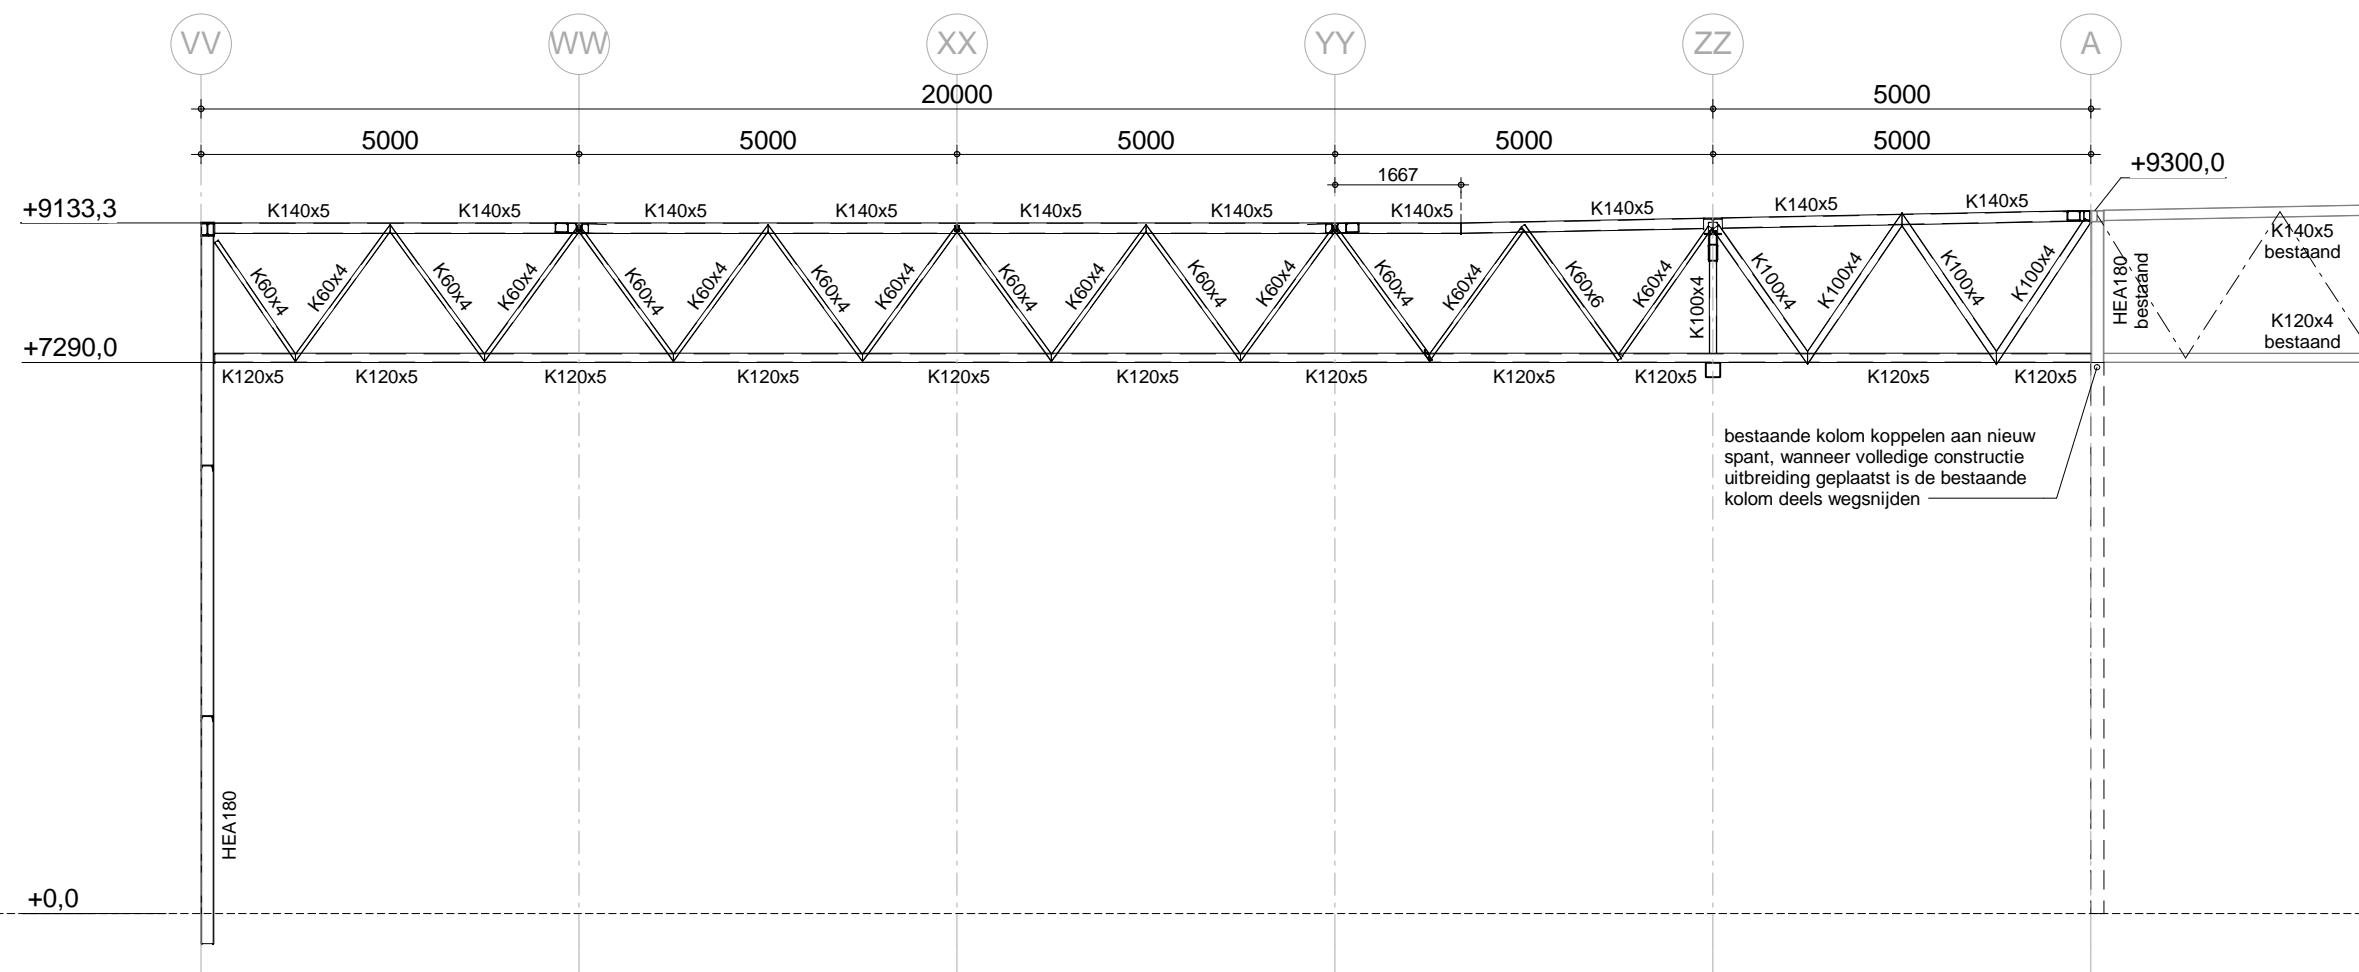 VV WW XX YY ZZ A
20000 5000
5000 5000 5000 5000 5000
1667
+9300,0
+9133,3
K140x5 K140x5 K140x5 K140x5 K140x5 K140x5 K140x5 K140x5 K140x5 K140x5
K60x4 K60x4 K60x4 K60x4 K60x4 K60x4 K60x4 K60x4 K60x4 K60x4 K60x4 K60x4 K60x4 K60x4 K60x6 K60x4 K100x4 K100x4 K100x4 K100x4 K100x4
HEA180
bestaand
K140x5
bestaand
K120x4
bestaand
+7290,0
K120x5 K120x5 K120x5 K120x5 K120x5 K120x5 K120x5 K120x5 K120x5 K120x5 K120x5
bestaande kolom koppelen aan nieuw
spant, wanneer volledige constructie
uitbreiding geplaatst is de bestaande
kolom deels wegsnijden
HEA180
+0,0